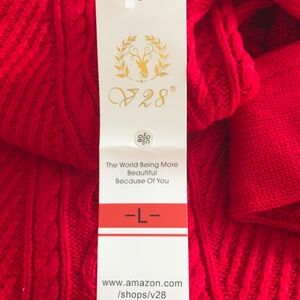 V28®
The World Being More
Beautiful
Because Of You
-L-
www.amazon.com
/shops/v28